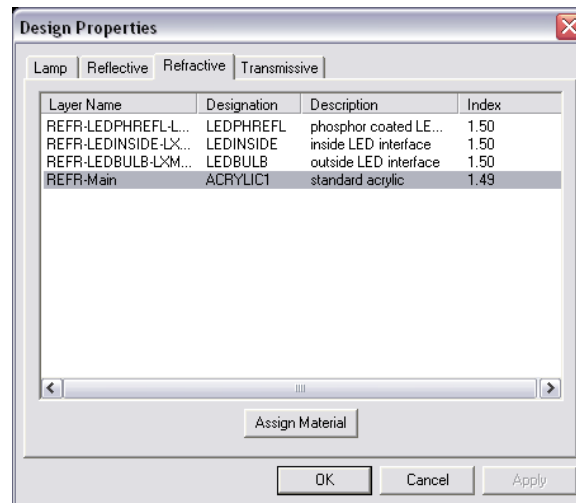 Design Properties
Lamp Reflective Refractive Transmissive
Layer Name Designation Description Index
REFR-LEDPHREFL-L... LEDPHREFL phosphor coated LE... 1.50
REFR-LEDINSIDE-LX... LEDINSIDE inside LED interface 1.50
REFR-LEDBULB-LXM... LEDBULB outside LED interface 1.50
REFR-Main ACRYLIC1 standard acrylic 1.49
Assign Material
OK Cancel Apply